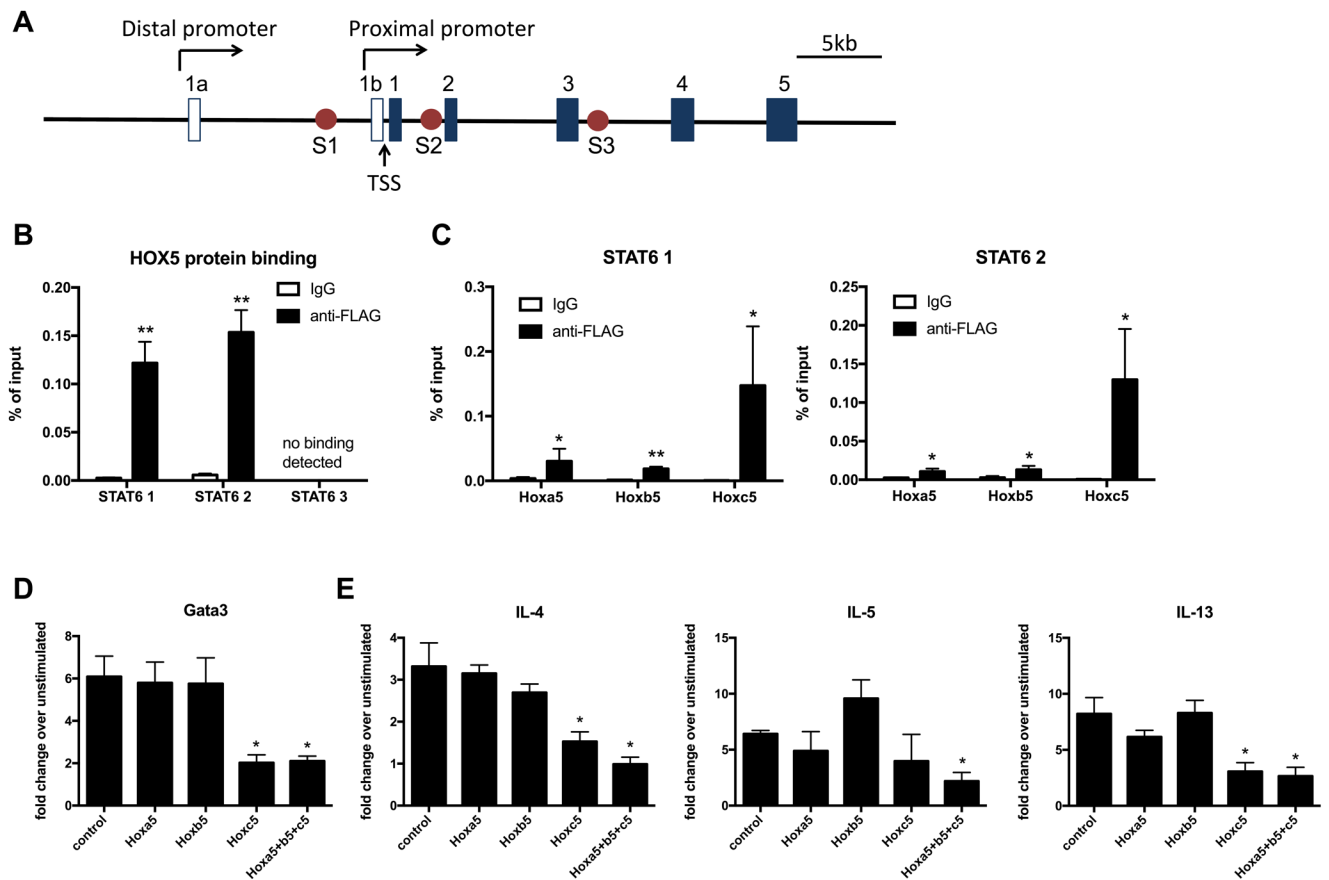 A
Distal promoter
Proximal promoter
5kb
1a
1b
1
2
3
4
5
S1
S2
S3
TSS
B
HOX5 protein binding
IgG
anti-FLAG
% of input
0.20
0.15
0.10
0.05
0.00
**
**
no binding
detected
STAT6 1
STAT6 2
STAT6 3
C
STAT6 1
IgG
anti-FLAG
% of input
0.3
0.2
0.1
0.0
*
**
*
Hoxa5
Hoxb5
Hoxc5
STAT6 2
IgG
anti-FLAG
% of input
0.25
0.20
0.15
0.10
0.05
0.00
*
*
*
Hoxa5
Hoxb5
Hoxc5
D
Gata3
fold change over unstimulated
8
6
4
2
0
*
*
control
Hoxa5
Hoxb5
Hoxc5
Hoxa5+b5+c5
E
IL-4
fold change over unstimulated
4
3
2
1
0
*
*
control
Hoxa5
Hoxb5
Hoxc5
Hoxa5+b5+c5
IL-5
fold change over unstimulated
15
10
5
0
*
control
Hoxa5
Hoxb5
Hoxc5
Hoxa5+b5+c5
IL-13
fold change over unstimulated
15
10
5
0
*
*
control
Hoxa5
Hoxb5
Hoxc5
Hoxa5+b5+c5